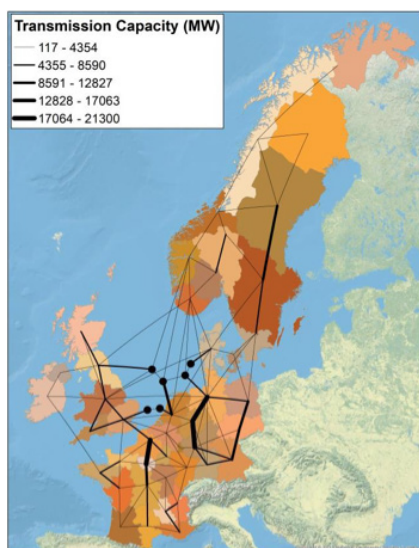 Transmission Capacity (MW)
117 - 4354
4355 - 8590
8591 - 12827
12828 - 17063
17064 - 21300